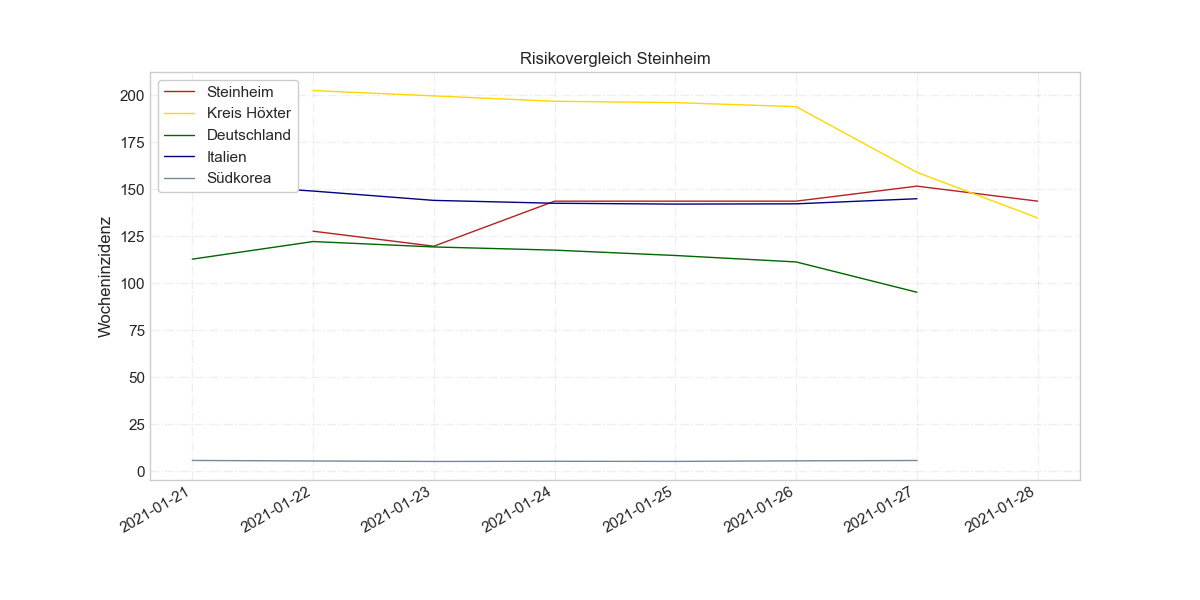 Risikovergleich Steinheim
Steinheim
Kreis Höxter
Deutschland
Italien
Südkorea
Wocheninzidenz
200
175
150
125
100
75
50
25
0
2021-01-21
2021-01-22
2021-01-23
2021-01-24
2021-01-25
2021-01-26
2021-01-27
2021-01-28